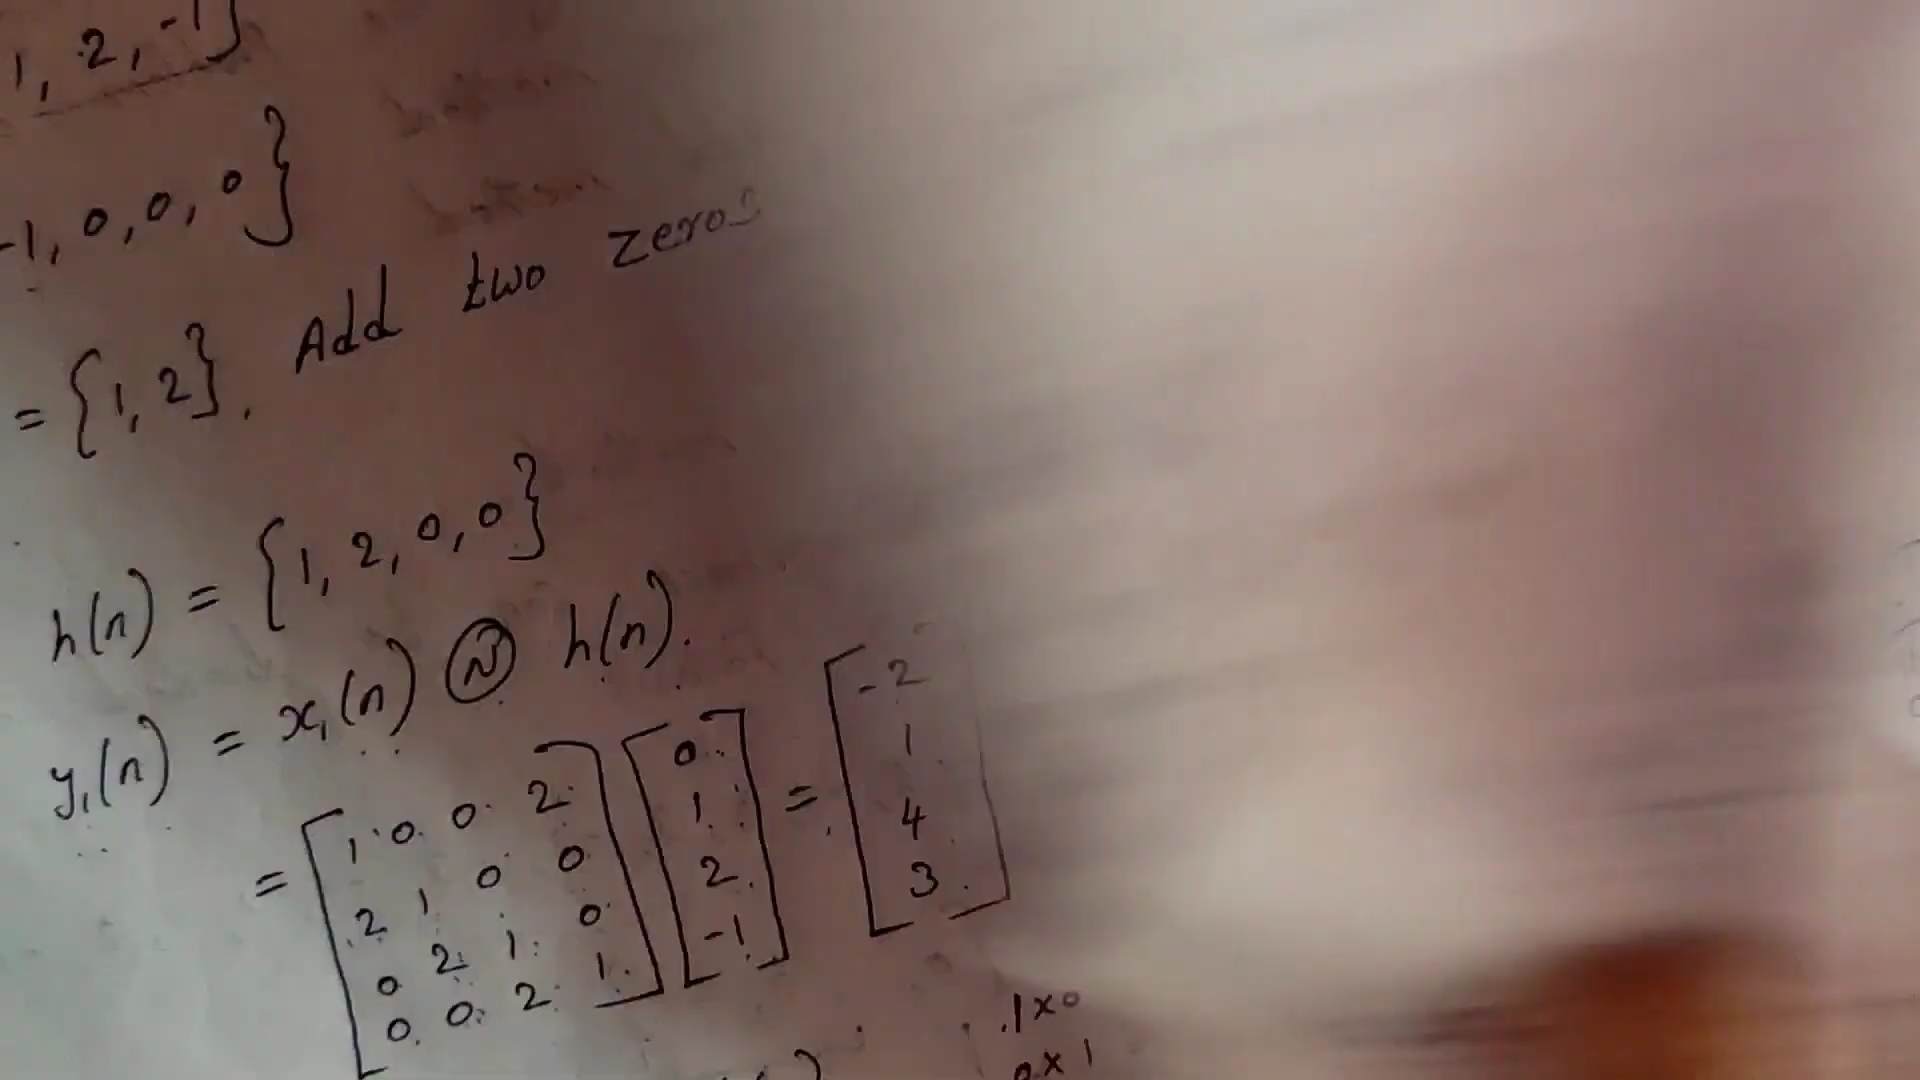 1, 2, -1}
-1, 0, 0, 0}
= {1, 2}. Add two zeros
h(n) = {1, 2, 0, 0}
y₁(n) = x₁(n) Ⓝ h(n).
= [1 0 0 2] [0] = [-2]
[2 1 0 0] [1] [1]
[0 2 1 0] [2] [4]
[0 0 2 1] [-1] [3]
1x0
0x1